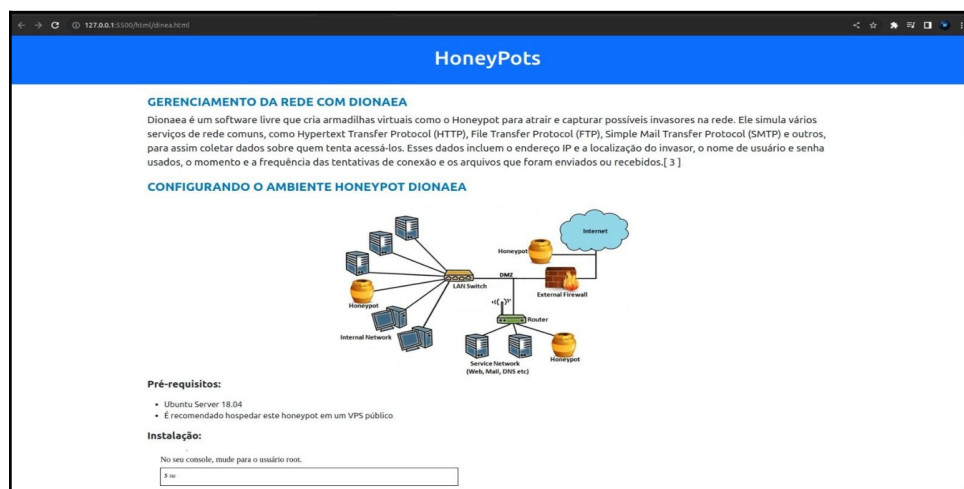 127.0.0.1:5500/html/dinea.html
HoneyPots
GERENCIAMENTO DA REDE COM DIONAEA
Dionaea é um software livre que cria armadilhas virtuais como o Honeypot para atrair e capturar possíveis invasores na rede. Ele simula vários
serviços de rede comuns, como Hypertext Transfer Protocol (HTTP), File Transfer Protocol (FTP), Simple Mail Transfer Protocol (SMTP) e outros,
para assim coletar dados sobre quem tenta acessá-los. Esses dados incluem o endereço IP e a localização do invasor, o nome de usuário e senha
usados, o momento e a frequência das tentativas de conexão e os arquivos que foram enviados ou recebidos.[ 3 ]
CONFIGURANDO O AMBIENTE HONEYPOT DIONAEA
Internet
Honeypot
DMZ
LAN Switch
External Firewall
Honeypot
Router
Internal Network
Service Network
(Web, Mail, DNS etc)
Honeypot
Pré-requisitos:
• Ubuntu Server 18.04
• É recomendado hospedar este honeypot em um VPS público
Instalação:
No seu console, mude para o usuário root.
$ su